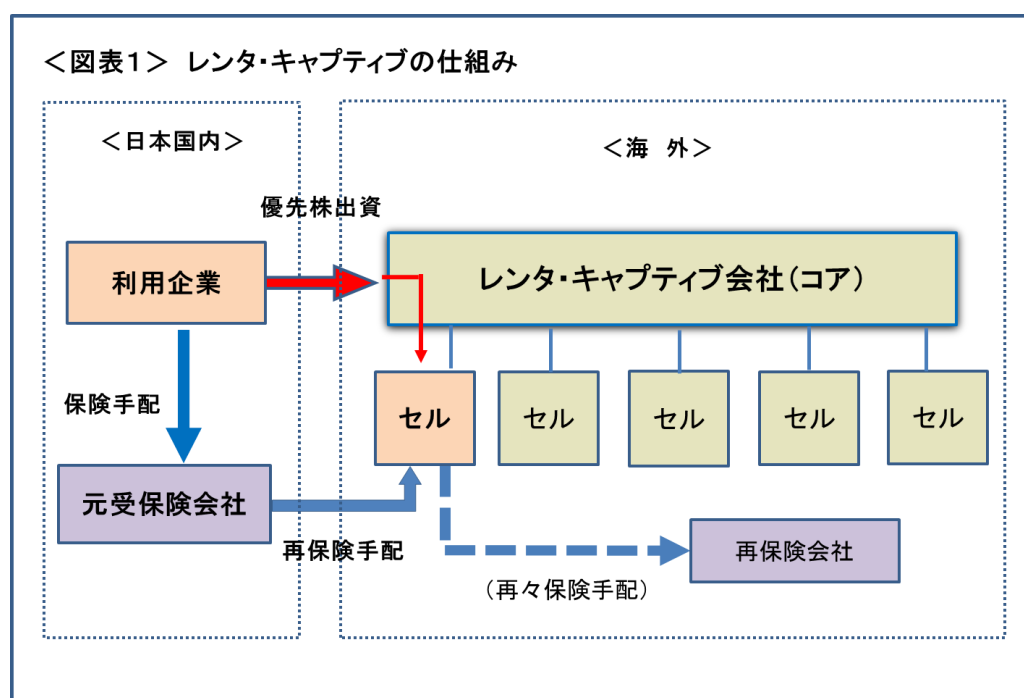 ＜図表１＞ レンタ・キャプティブの仕組み
＜日本国内＞
＜海　外＞
優先株出資
利用企業
レンタ・キャプティブ会社（コア）
保険手配
セル
セル
セル
セル
セル
元受保険会社
再保険手配
再保険会社
（再々保険手配）